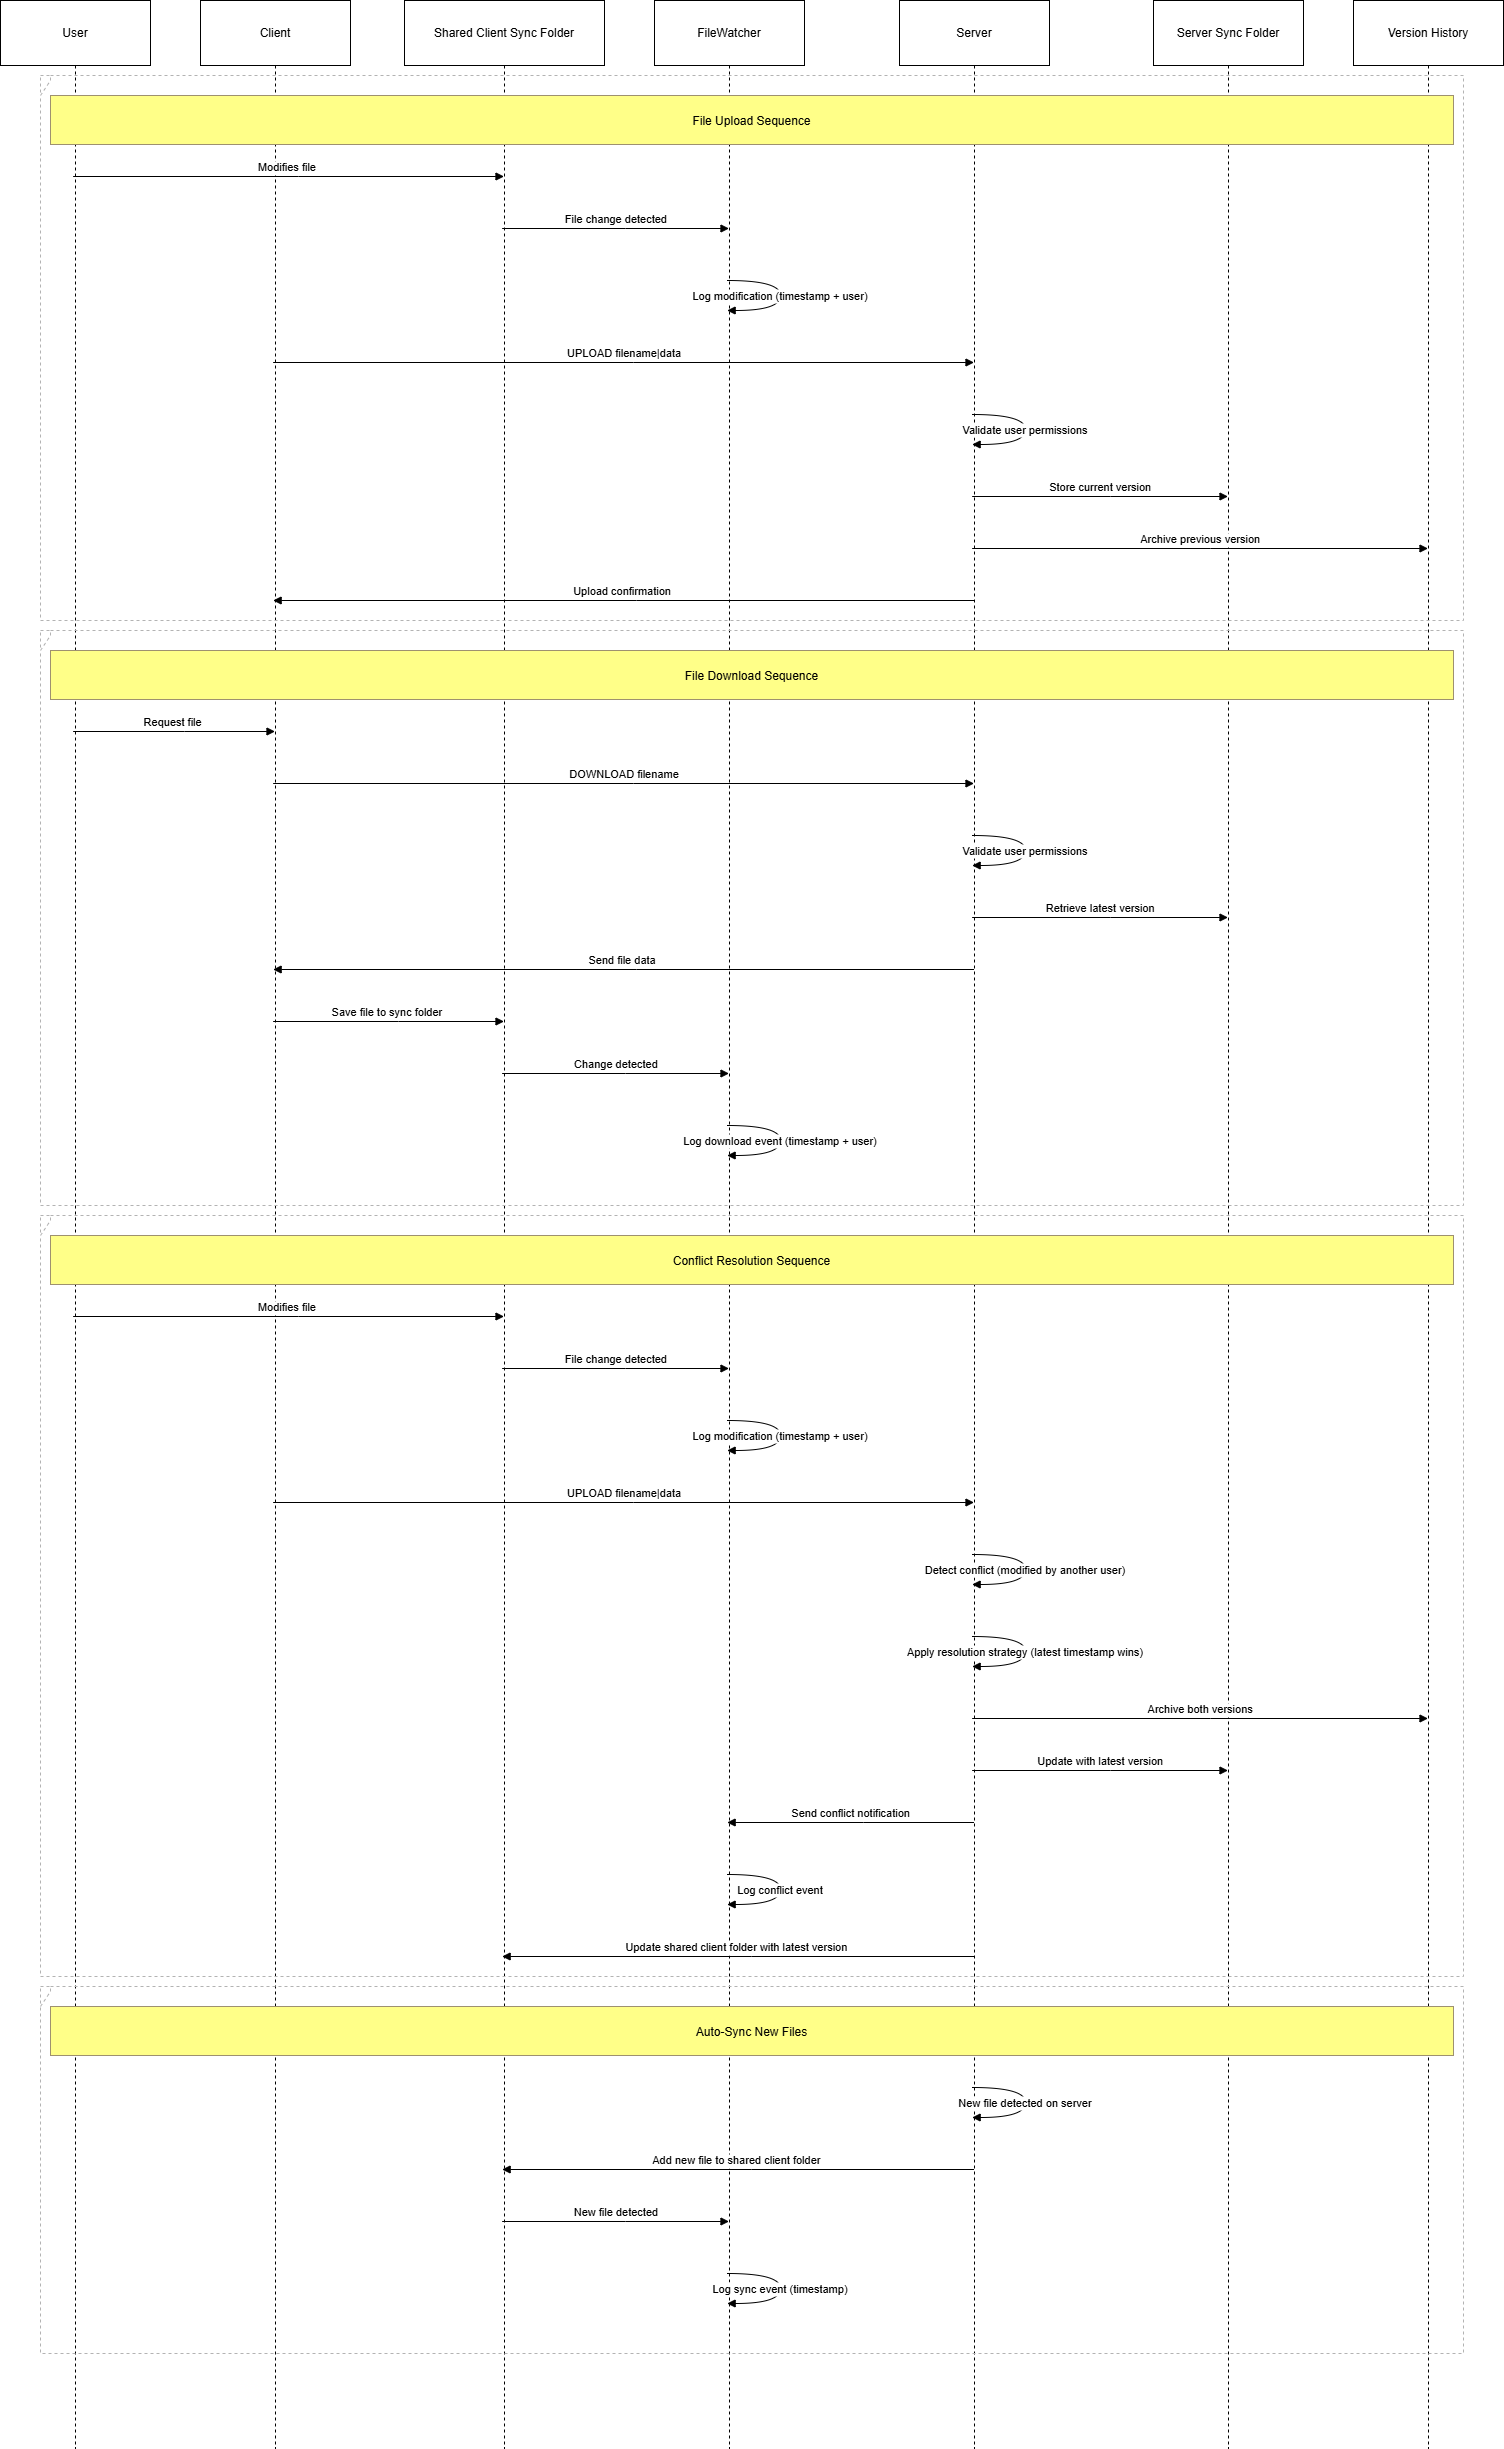 User
Client
Shared Client Sync Folder
FileWatcher
Server
Server Sync Folder
Version History
File Upload Sequence
Modifies file
File change detected
Log modification (timestamp + user)
UPLOAD filename|data
Validate user permissions
Store current version
Archive previous version
Upload confirmation
File Download Sequence
Request file
DOWNLOAD filename
Validate user permissions
Retrieve latest version
Send file data
Save file to sync folder
Change detected
Log download event (timestamp + user)
Conflict Resolution Sequence
Modifies file
File change detected
Log modification (timestamp + user)
UPLOAD filename|data
Detect conflict (modified by another user)
Apply resolution strategy (latest timestamp wins)
Archive both versions
Update with latest version
Send conflict notification
Log conflict event
Update shared client folder with latest version
Auto-Sync New Files
New file detected on server
Add new file to shared client folder
New file detected
Log sync event (timestamp)